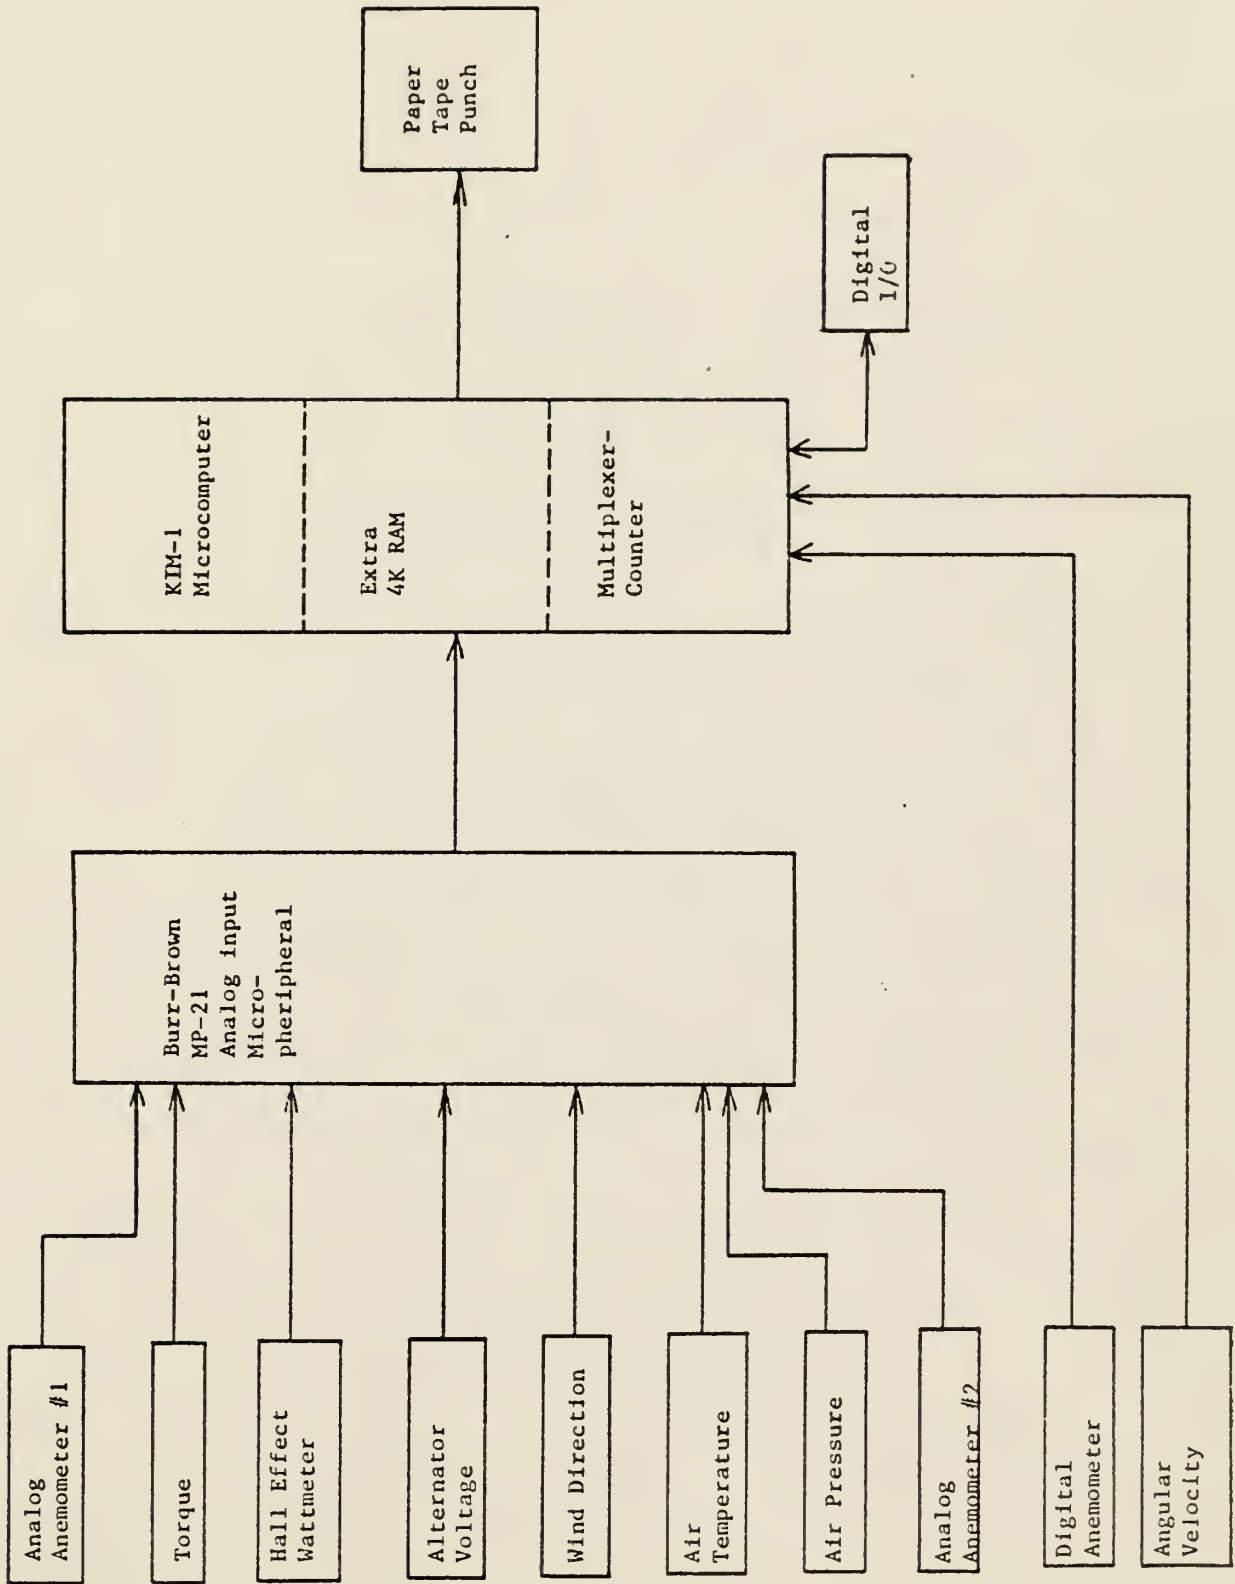 Paper
Tape
Punch
Digital
I/O
KIM-1
Microcomputer
Extra
4K RAM
Multiplexer-
Counter
Burr-Brown
MP-21
Analog input
Micro-
pheripheral
Analog
Anemometer #1
Torque
Hall Effect
Wattmeter
Alternator
Voltage
Wind Direction
Air
Temperature
Air Pressure
Analog
Anemometer #2
Digital
Anemometer
Angular
Velocity